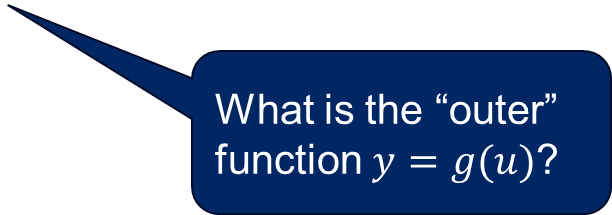 What is the “outer”
function 𝑦 = 𝑔(𝑢)?